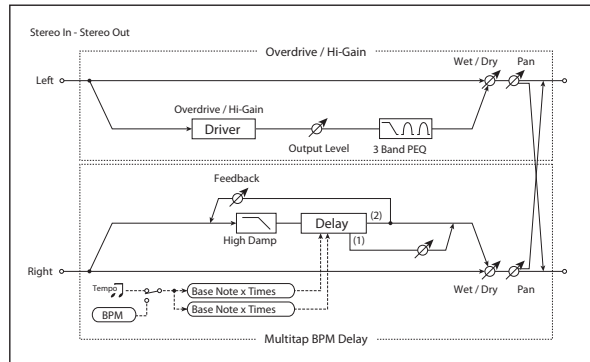 Stereo In - Stereo Out
Overdrive / Hi-Gain
Wet / Dry
Pan
Left
Overdrive / Hi-Gain
Driver
Output Level
3 Band PEQ
Feedback
High Damp
Delay
(2)
(1)
Right
Wet / Dry
Pan
Tempo
BPM
Base Note x Times
Base Note x Times
Multitap BPM Delay